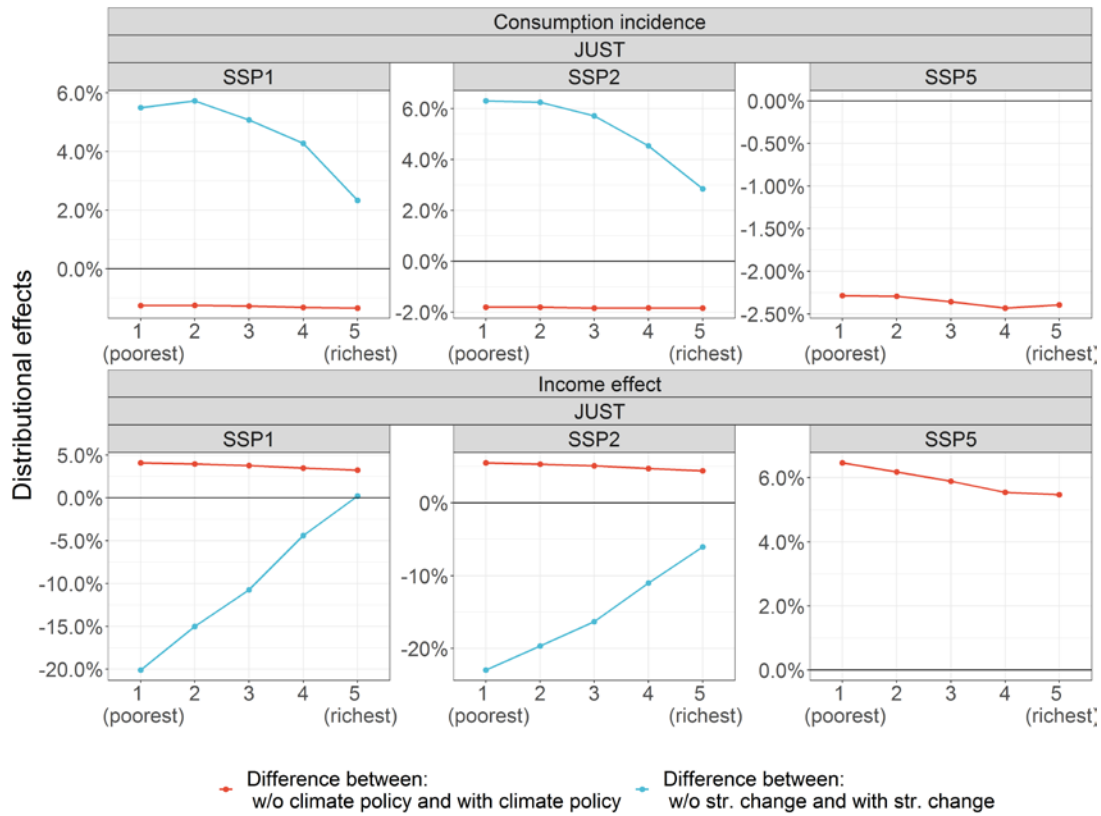 Consumption incidence
JUST
SSP1 SSP2 SSP5
6.0%
4.0%
2.0%
0.0%
6.0%
4.0%
2.0%
0.0%
-2.0%
0.00%
-0.50%
-1.00%
-1.50%
-2.00%
-2.50%
1 2 3 4 5 1 2 3 4 5 1 2 3 4 5
(poorest) (richest) (poorest) (richest) (poorest) (richest)
Distributional effects
Income effect
JUST
SSP1 SSP2 SSP5
5.0%
0.0%
-5.0%
-10.0%
-15.0%
-20.0%
0%
-10%
-20%
6.0%
4.0%
2.0%
0.0%
1 2 3 4 5 1 2 3 4 5 1 2 3 4 5
(poorest) (richest) (poorest) (richest) (poorest) (richest)
Difference between: Difference between:
w/o climate policy and with climate policy w/o str. change and with str. change